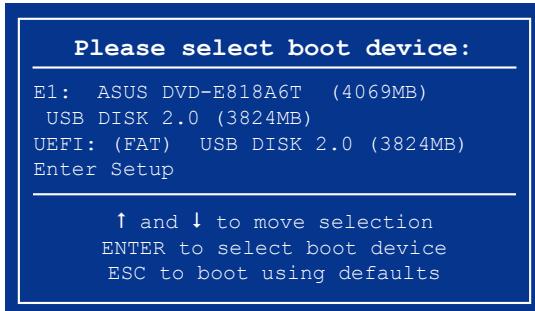 Please select boot device:
E1: ASUS DVD-E818A6T (4069MB)
USB DISK 2.0 (3824MB)
UEFI: (FAT) USB DISK 2.0 (3824MB)
Enter Setup
↑ and ↓ to move selection
ENTER to select boot device
ESC to boot using defaults